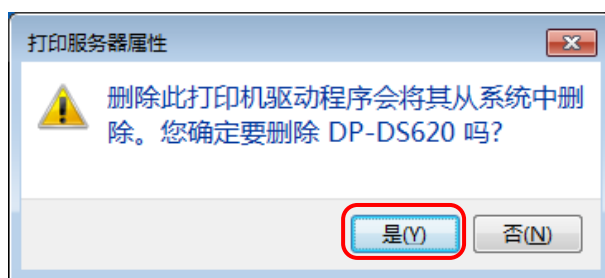 打印服务器属性
删除此打印机驱动程序会将其从系统中删
除。您确定要删除 DP-DS620 吗?
是(Y)
否(N)